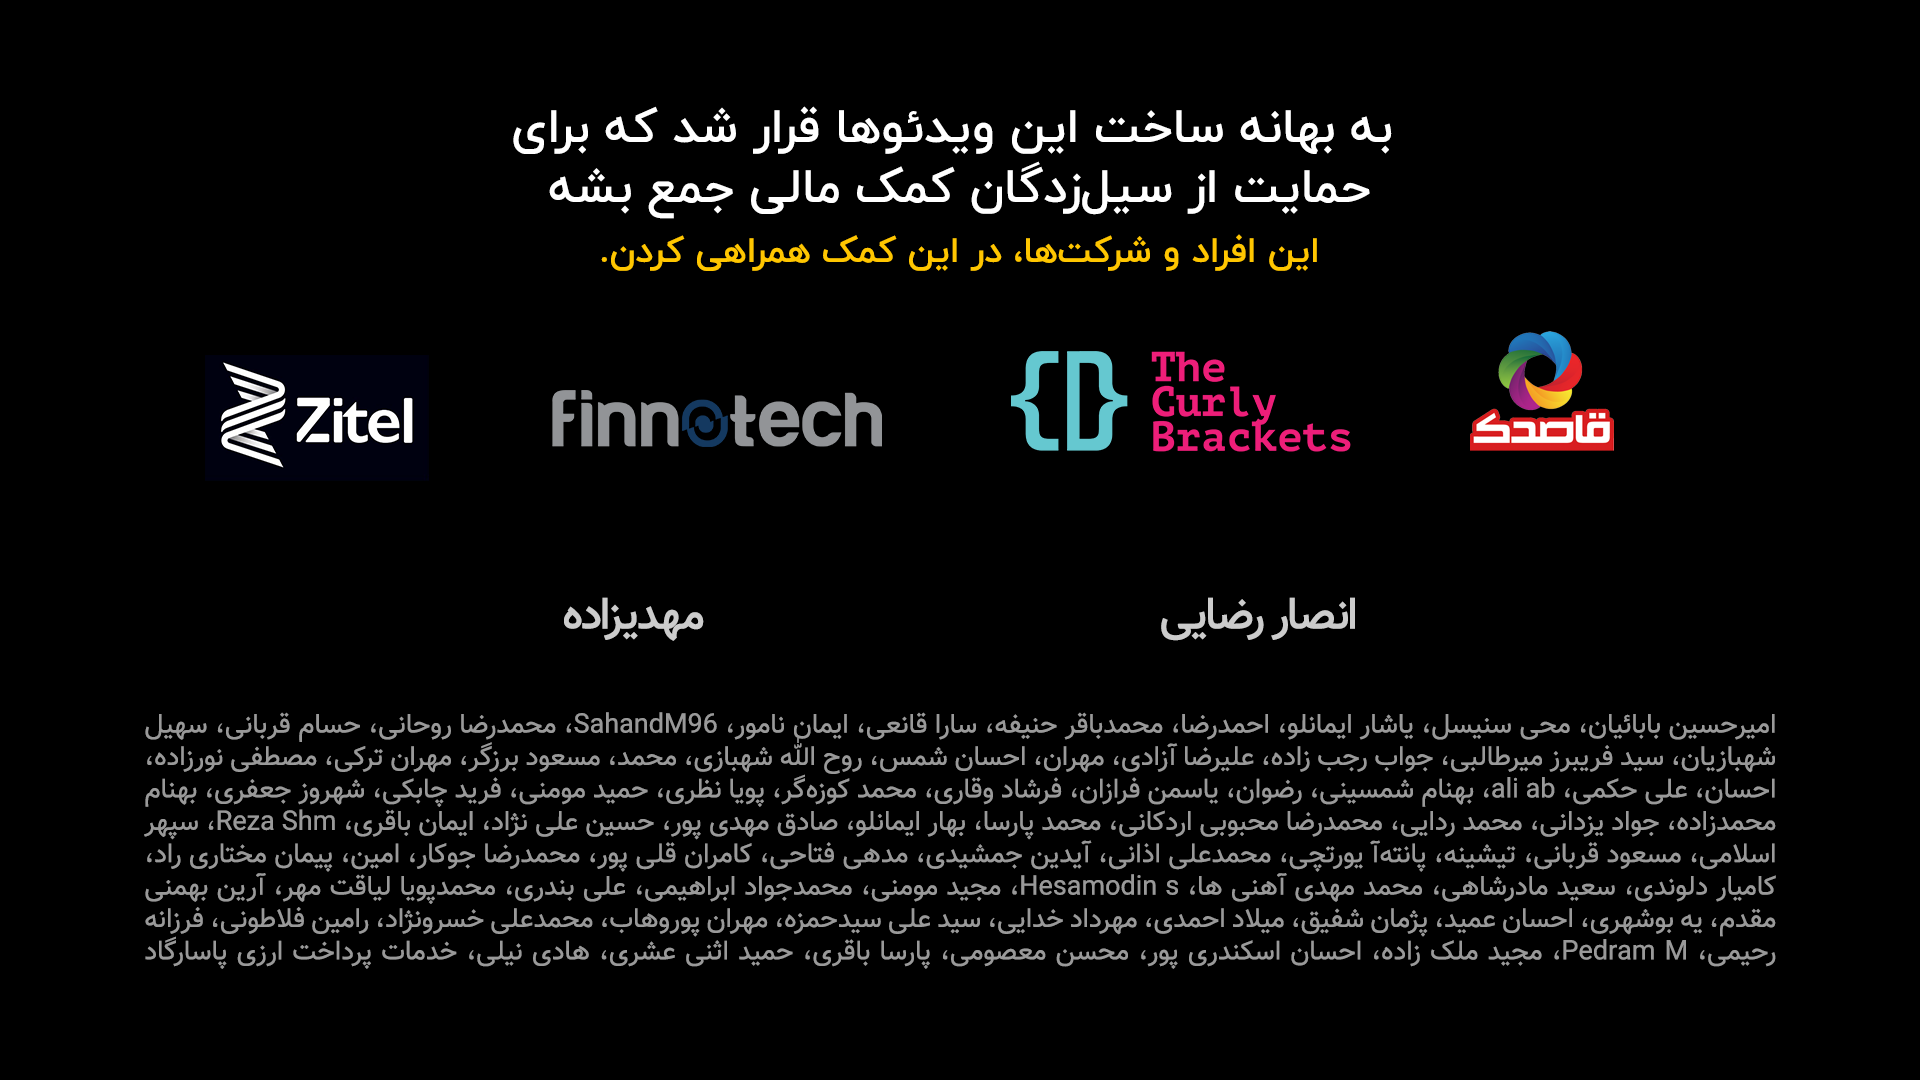 به بهانه ساخت این ویدئوها قرار شد که برای
حمایت از سیل‌زدگان کمک مالی جمع بشه
این افراد و شرکت‌ها، در این کمک همراهی کردن.
قاصدک
The
Curly
Brackets
Finnotech
Zitel
انصار رضایی
مهدیزاده
امیرحسین بابائیان، محی سنیسل، یاشار ایمانلو، احمدرضا، محمدباقر حنیفه، سارا قانعی، ایمان نامور، SahandM96، محمدرضا روحانی، حسام قربانی، سهیل
شهبازیان، سید فریبرز میرطالبی، جواب رجب زاده، علیرضا آزادی، مهران، احسان شمس، روح الله شهبازی، محمد، مسعود برزگر، مهران ترکی، مصطفی نورزاده،
احسان، علی حکمی، ali ab، بهنام شمسینی، رضوان، یاسمن فرازان، فرشاد وقاری، محمد کوزه‌گر، پویا نظری، حمید مومنی، فرید چابکی، شهروز جعفری، بهنام
محمدزاده، جواد یزدانی، محمد ردایی، محمدرضا محبوبی اردکانی، محمد پارسا، بهار ایمانلو، صادق مهدی پور، حسین علی نژاد، ایمان باقری، Reza Shm، سپهر
اسلامی، مسعود قربانی، تیشینه، پانته‌آ یورتچی، محمدعلی اذانی، آیدین جمشیدی، مدهی فتاحی، کامران قلی پور، محمدرضا جوکار، امین، پیمان مختاری راد،
کامیار دلوندی، سعید مادرشاهی، محمد مهدی آهنی ها، Hesamodin s، مجید مومنی، محمدجواد ابراهیمی، علی بندری، محمدپویا لیاقت مهر، آرین بهمنی
مقدم، یه بوشهری، احسان عمید، پژمان شفیق، میلاد احمدی، مهرداد خدایی، سید علی سیدحمزه، مهران پوروهاب، محمدعلی خسرونژاد، رامین فلاطونی، فرزانه
رحیمی، Pedram M، مجید ملک زاده، احسان اسکندری پور، محسن معصومی، پارسا باقری، حمید اثنی عشری، هادی نیلی، خدمات پرداخت ارزی پاسارگاد